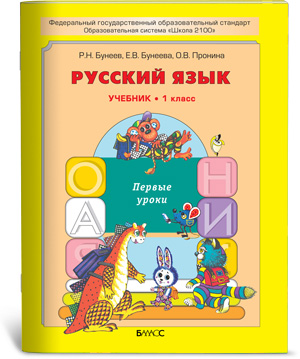 Федеральный государственный образовательный стандарт
Образовательная система «Школа 2100»
Р.Н. Бунеев, Е.В. Бунеева, О.В. Пронина
РУССКИЙ ЯЗЫК
УЧЕБНИК • 1 класс
Первые
уроки
О
Н
А
И
Я
БАЛАСС